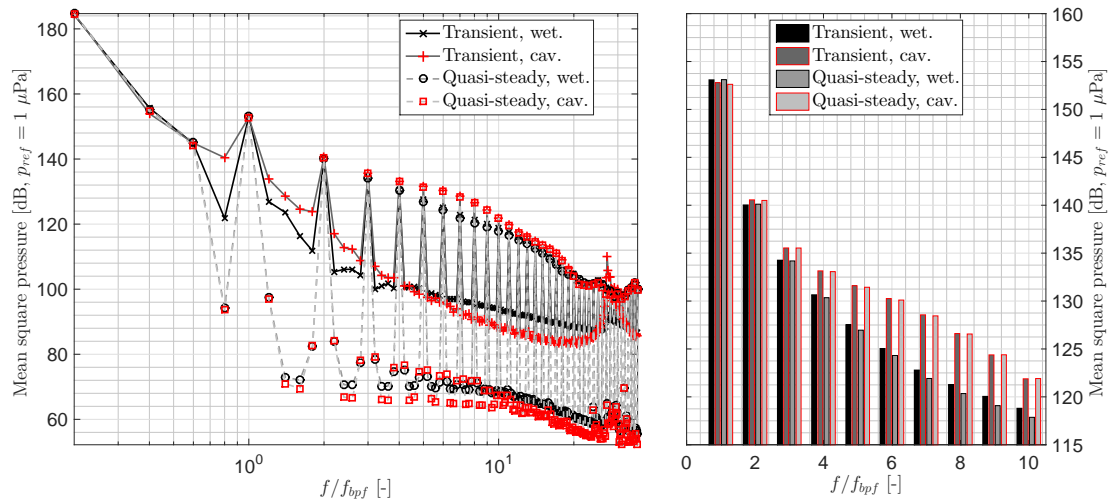 Mean square pressure [dB, p_ref = 1 μPa]
180
160
140
120
100
80
60
10^0
10^1
f/f_bpf [-]
Transient, wet.
Transient, cav.
Quasi-steady, wet.
Quasi-steady, cav.
Transient, wet.
Transient, cav.
Quasi-steady, wet.
Quasi-steady, cav.
160
155
150
145
140
135
130
125
120
115
0
2
4
6
8
10
f/f_bpf [-]
Mean square pressure [dB, p_ref = 1 μPa]